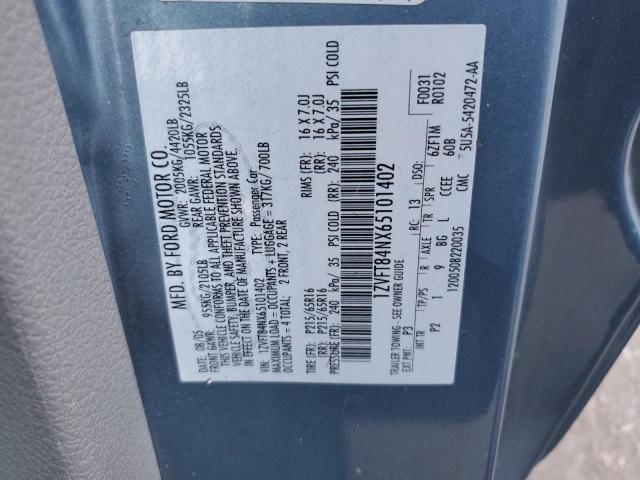 MFD. BY FORD MOTOR CO.
DATE: 08/05 GVWR: 2005KG/4420LB
FRONT GAWR: REAR GAWR:
955KG/2105LB 1055KG/2325LB
VEHICLE CONFORMS TO ALL APPLICABLE FEDERAL MOTOR
VEHICLE SAFETY, BUMPER, AND THEFT PREVENTION STANDARDS
IN EFFECT ON THE DATE OF MANUFACTURE SHOWN ABOVE.
VIN: 1ZVFT84NX65101402 TYPE: Passenger Car
MAXIMUM LOAD = OCCUPANTS + LUGGAGE = 317KG/ 700LB
OCCUPANTS = 4 TOTAL; 2 FRONT, 2 REAR
TIRE (FR): P215/65R16 RIMS (FR): 16 X 7.0J
(RR): P215/65R16 (RR): 16 X 7.0J
PRESSURE (FR): 240 kPa/ 35 PSI COLD (RR): 240 kPa/ 35 PSI COLD
1ZVFT84NX65101402
TRAILER TOWING - SEE OWNER GUIDE F0031
R0102
EXT PNT: P3 RC: 13 DSO:
INT TR TP/PS R AXLE TR SPR 6ZF1M
P2 1 9 BG L CCEE 60B
CMC
1200508220035 5U5A-5420472-AA